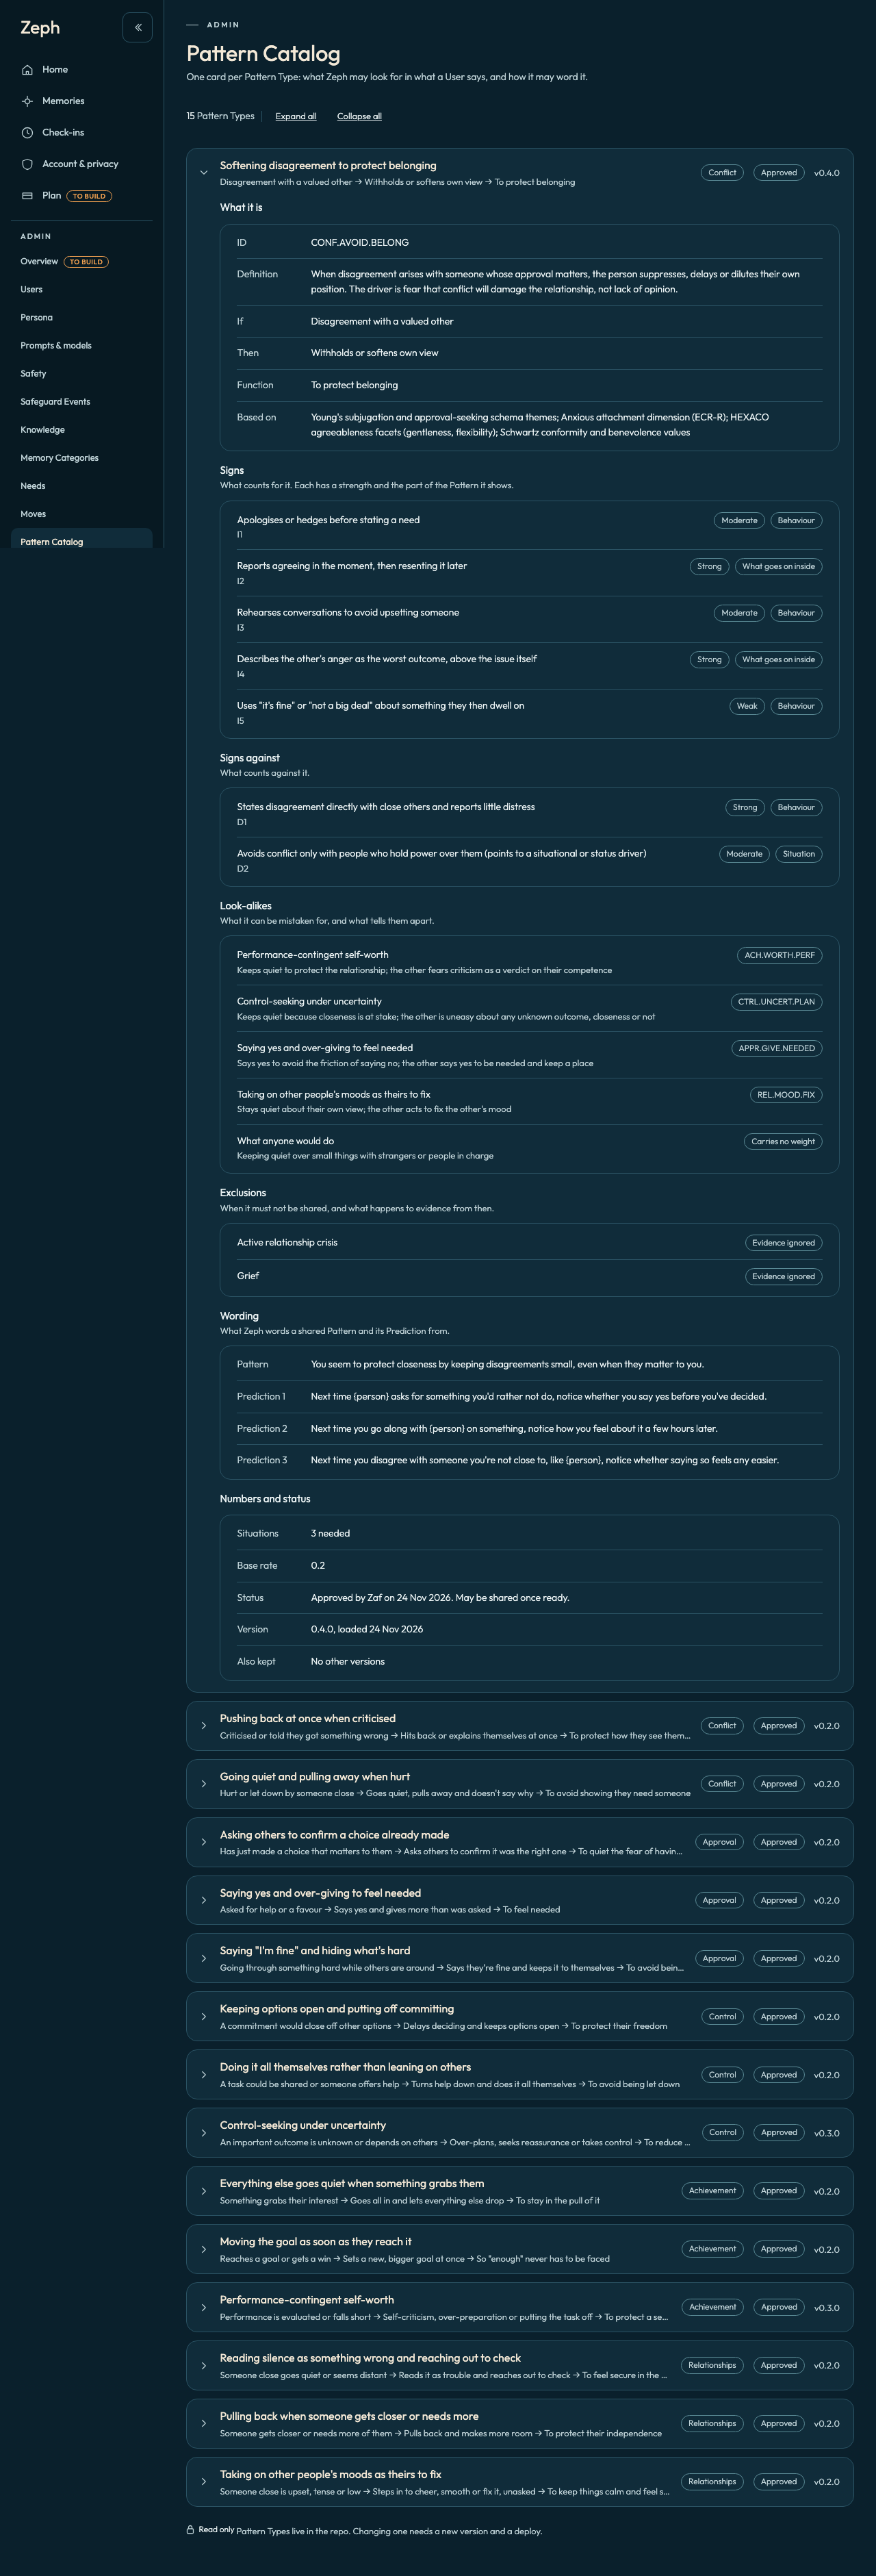 Zeph
Home
Memories
Check-ins
Account & privacy
Plan TO BUILD
ADMIN
Overview TO BUILD
Users
Persona
Prompts & models
Safety
Safeguard Events
Knowledge
Memory Categories
Needs
Moves
Pattern Catalog
ADMIN
Pattern Catalog
One card per Pattern Type: what Zeph may look for in what a User says, and how it may word it.
15 Pattern Types Expand all Collapse all
Softening disagreement to protect belonging Conflict Approved v0.4.0
Disagreement with a valued other → Withholds or softens own view → To protect belonging
What it is
ID CONF.AVOID.BELONG
Definition When disagreement arises with someone whose approval matters, the person suppresses, delays or dilutes their own
position. The driver is fear that conflict will damage the relationship, not lack of opinion.
If Disagreement with a valued other
Then Withholds or softens own view
Function To protect belonging
Based on Young's subjugation and approval-seeking schema themes; Anxious attachment dimension (ECR-R); HEXACO
agreeableness facets (gentleness, flexibility); Schwartz conformity and benevolence values
Signs
What counts for it. Each has a strength and the part of the Pattern it shows.
Apologises or hedges before stating a need Moderate Behaviour
I1
Reports agreeing in the moment, then resenting it later Strong What goes on inside
I2
Rehearses conversations to avoid upsetting someone Moderate Behaviour
I3
Describes the other's anger as the worst outcome, above the issue itself Strong What goes on inside
I4
Uses "it's fine" or "not a big deal" about something they then dwell on Weak Behaviour
I5
Signs against
What counts against it.
States disagreement directly with close others and reports little distress Strong Behaviour
D1
Avoids conflict only with people who hold power over them (points to a situational or status driver) Moderate Situation
D2
Look-alikes
What it can be mistaken for, and what tells them apart.
Performance-contingent self-worth ACH.WORTH.PERF
Keeps quiet to protect the relationship; the other fears criticism as a verdict on their competence
Control-seeking under uncertainty CTRL.UNCERT.PLAN
Keeps quiet because closeness is at stake; the other is uneasy about any unknown outcome, closeness or not
Saying yes and over-giving to feel needed APPR.GIVE.NEEDED
Says yes to avoid the friction of saying no; the other says yes to be needed and keep a place
Taking on other people's moods as theirs to fix REL.MOOD.FIX
Stays quiet about their own view; the other acts to fix the other's mood
What anyone would do Carries no weight
Keeping quiet over small things with strangers or people in charge
Exclusions
When it must not be shared, and what happens to evidence from then.
Active relationship crisis Evidence ignored
Grief Evidence ignored
Wording
What Zeph words a shared Pattern and its Prediction from.
Pattern You seem to protect closeness by keeping disagreements small, even when they matter to you.
Prediction 1 Next time {person} asks for something you'd rather not do, notice whether you say yes before you've decided.
Prediction 2 Next time you go along with {person} on something, notice how you feel about it a few hours later.
Prediction 3 Next time you disagree with someone you're not close to, like {person}, notice whether saying so feels any easier.
Numbers and status
Situations 3 needed
Base rate 0.2
Status Approved by Zaf on 24 Nov 2026. May be shared once ready.
Version 0.4.0, loaded 24 Nov 2026
Also kept No other versions
Pushing back at once when criticised Conflict Approved v0.2.0
Criticised or told they got something wrong → Hits back or explains themselves at once → To protect how they see them...
Going quiet and pulling away when hurt Conflict Approved v0.2.0
Hurt or let down by someone close → Goes quiet, pulls away and doesn't say why → To avoid showing they need someone
Asking others to confirm a choice already made Approval Approved v0.2.0
Has just made a choice that matters to them → Asks others to confirm it was the right one → To quiet the fear of havin...
Saying yes and over-giving to feel needed Approval Approved v0.2.0
Asked for help or a favour → Says yes and gives more than was asked → To feel needed
Saying "I'm fine" and hiding what's hard Approval Approved v0.2.0
Going through something hard while others are around → Says they're fine and keeps it to themselves → To avoid bein...
Keeping options open and putting off committing Control Approved v0.2.0
A commitment would close off other options → Delays deciding and keeps options open → To protect their freedom
Doing it all themselves rather than leaning on others Control Approved v0.2.0
A task could be shared or someone offers help → Turns help down and does it all themselves → To avoid being let down
Control-seeking under uncertainty Control Approved v0.3.0
An important outcome is unknown or depends on others → Over-plans, seeks reassurance or takes control → To reduce ...
Everything else goes quiet when something grabs them Achievement Approved v0.2.0
Something grabs their interest → Goes all in and lets everything else drop → To stay in the pull of it
Moving the goal as soon as they reach it Achievement Approved v0.2.0
Reaches a goal or gets a win → Sets a new, bigger goal at once → So "enough" never has to be faced
Performance-contingent self-worth Achievement Approved v0.3.0
Performance is evaluated or falls short → Self-criticism, over-preparation or putting the task off → To protect a se...
Reading silence as something wrong and reaching out to check Relationships Approved v0.2.0
Someone close goes quiet or seems distant → Reads it as trouble and reaches out to check → To feel secure in the ...
Pulling back when someone gets closer or needs more Relationships Approved v0.2.0
Someone gets closer or needs more of them → Pulls back and makes more room → To protect their independence
Taking on other people's moods as theirs to fix Relationships Approved v0.2.0
Someone close is upset, tense or low → Steps in to cheer, smooth or fix it, unasked → To keep things calm and feel s...
Read only Pattern Types live in the repo. Changing one needs a new version and a deploy.